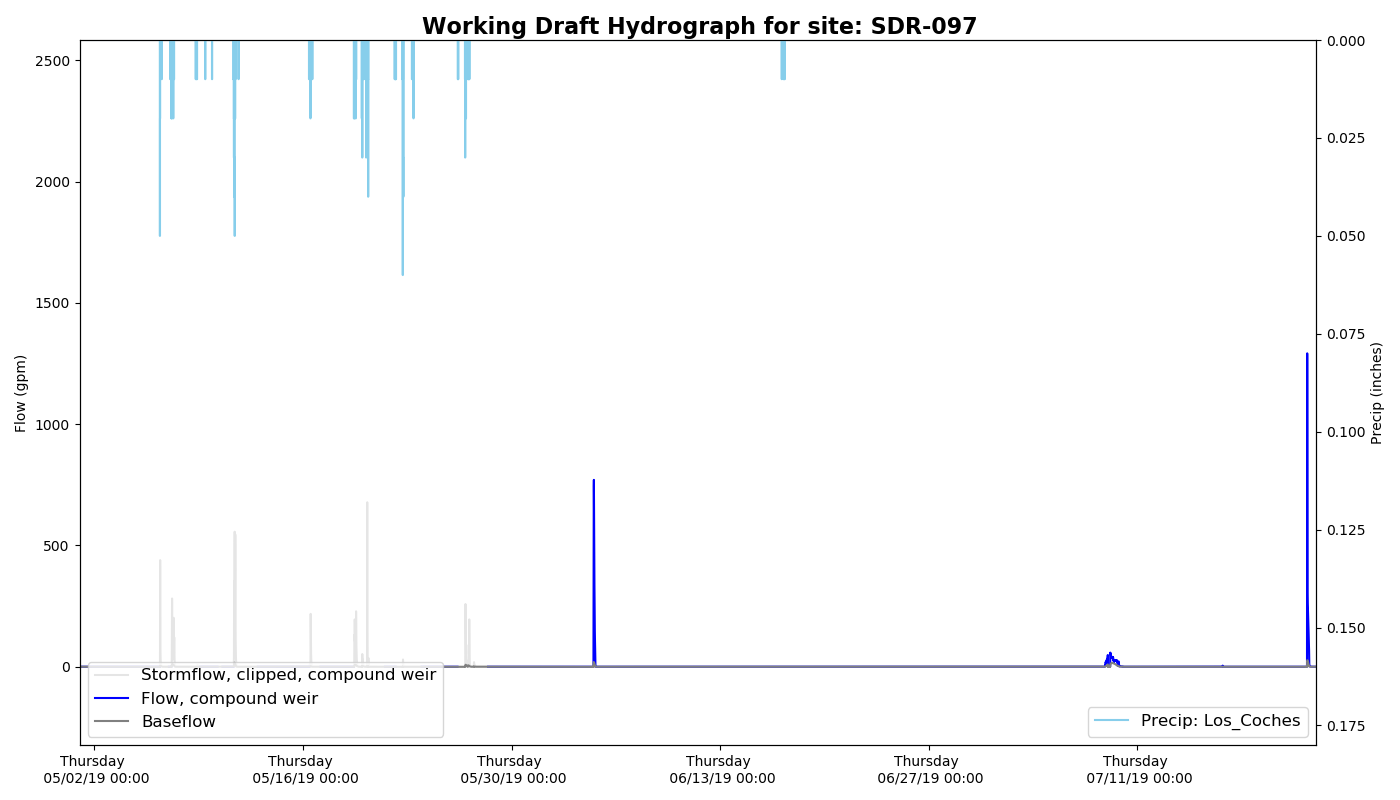 Working Draft Hydrograph for site: SDR-097
2500
2000
1500
1000
500
0
Flow (gpm)
0.000
0.025
0.050
0.075
0.100
0.125
0.150
0.175
Precip (inches)
Stormflow, clipped, compound weir
Flow, compound weir
Baseflow
Precip: Los_Coches
Thursday
05/02/19 00:00
Thursday
05/16/19 00:00
Thursday
05/30/19 00:00
Thursday
06/13/19 00:00
Thursday
06/27/19 00:00
Thursday
07/11/19 00:00